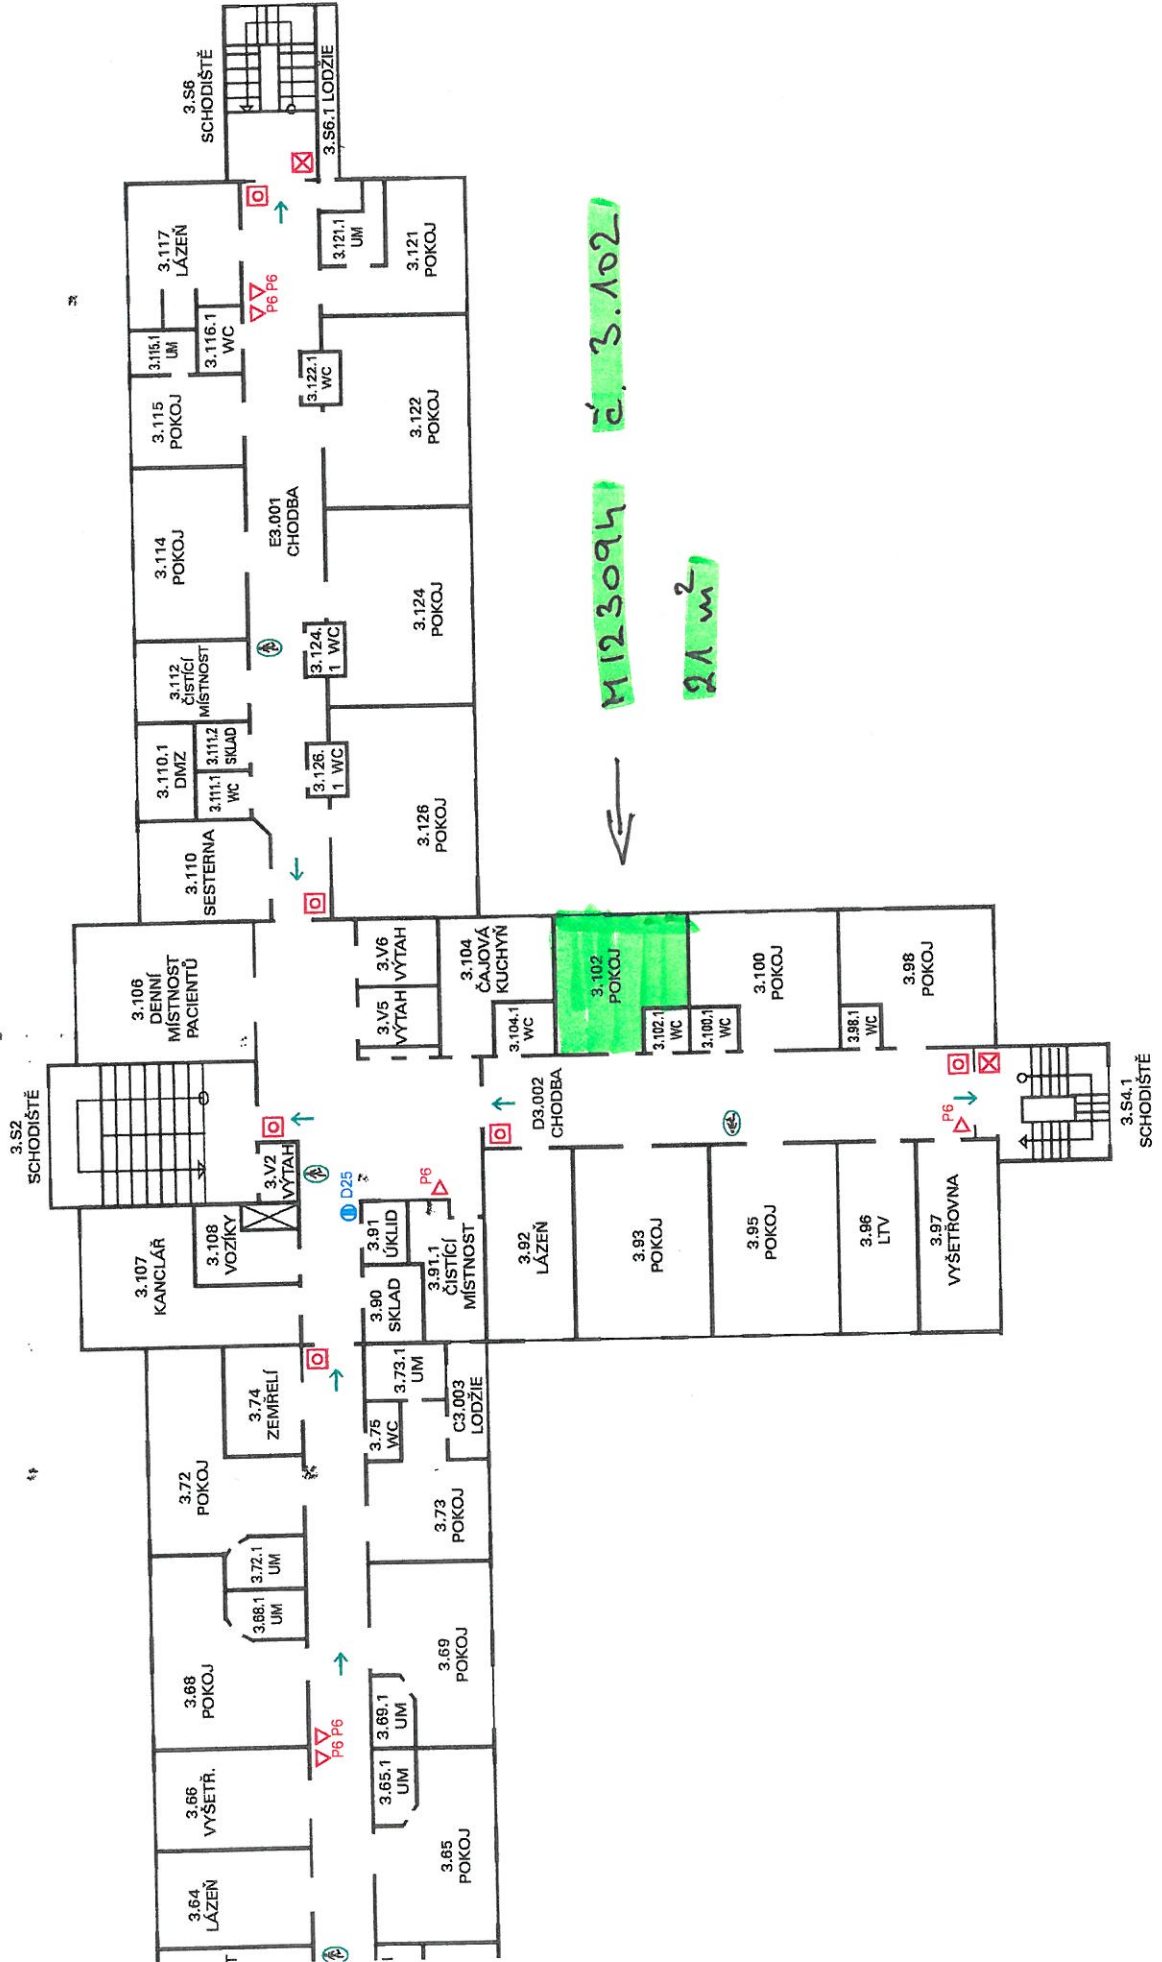 3.S6
SCHODIŠTĚ
3.S6.1 LODŽIE
3.117
LÁZEŇ
3.115.1
UM
3.116.1
WC
3.115
POKOJ
3.114
POKOJ
3.112
ČISTÍCÍ
MÍSTNOST
3.110.1
DMZ
3.111.2
SKLAD
3.111.1
WC
3.110
SESTERNA
P6 P6
E3.001
CHODBA
3.121.1
UM
3.121
POKOJ
3.122.1
WC
3.122
POKOJ
3.124.
1 WC
3.124
POKOJ
3.126.
1 WC
3.126
POKOJ
M123094 č. 3.102
21 m²
3.106
DENNÍ
MÍSTNOST
PACIENTŮ
3.V6
VÝTAH
3.V5
VÝTAH
3.104
ČAJOVÁ
KUCHYŇ
3.104.1
WC
3.102
POKOJ
3.102.1
WC
3.100.1
WC
3.100
POKOJ
3.98.1
WC
3.98
POKOJ
3.S2
SCHODIŠTĚ
3.V2
VÝTAH
D3.002
CHODBA
P6
3.S4.1
SCHODIŠTĚ
3.107
KANCLÁŘ
3.108
VOZÍKY
D25
3.91
ÚKLID
P6
3.90
SKLAD
3.91.1
ČISTÍCÍ
MÍSTNOST
3.92
LÁZEŇ
3.93
POKOJ
3.95
POKOJ
3.96
LTV
3.97
VYŠETŘOVNA
3.72
POKOJ
3.74
ZEMŘELÍ
3.73.1
UM
3.75
WC
C3.003
LODŽIE
3.73
POKOJ
3.72.1
UM
3.68.1
UM
3.68
POKOJ
3.69
POKOJ
3.69.1
UM
P6 P6
3.66
VYŠETŘ.
3.65.1
UM
3.65
POKOJ
3.64
LÁZEŇ